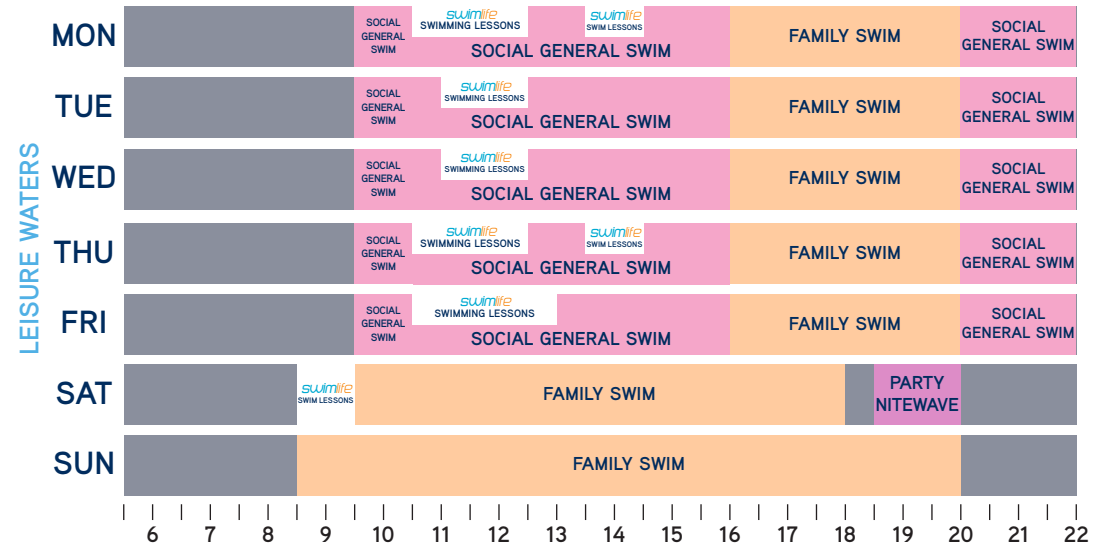 LEISURE WATERS
MON
SOCIAL
GENERAL
SWIM
swimlife
SWIMMING LESSONS
swimlife
SWIM LESSONS
SOCIAL GENERAL SWIM
FAMILY SWIM
SOCIAL
GENERAL SWIM
TUE
SOCIAL
GENERAL
SWIM
swimlife
SWIMMING LESSONS
SOCIAL GENERAL SWIM
FAMILY SWIM
SOCIAL
GENERAL SWIM
WED
SOCIAL
GENERAL
SWIM
swimlife
SWIMMING LESSONS
SOCIAL GENERAL SWIM
FAMILY SWIM
SOCIAL
GENERAL SWIM
THU
SOCIAL
GENERAL
SWIM
swimlife
SWIMMING LESSONS
swimlife
SWIM LESSONS
SOCIAL GENERAL SWIM
FAMILY SWIM
SOCIAL
GENERAL SWIM
FRI
SOCIAL
GENERAL
SWIM
swimlife
SWIMMING LESSONS
SOCIAL GENERAL SWIM
FAMILY SWIM
SOCIAL
GENERAL SWIM
SAT
swimlife
SWIM LESSONS
FAMILY SWIM
PARTY
NITEWAVE
SUN
FAMILY SWIM
6 7 8 9 10 11 12 13 14 15 16 17 18 19 20 21 22